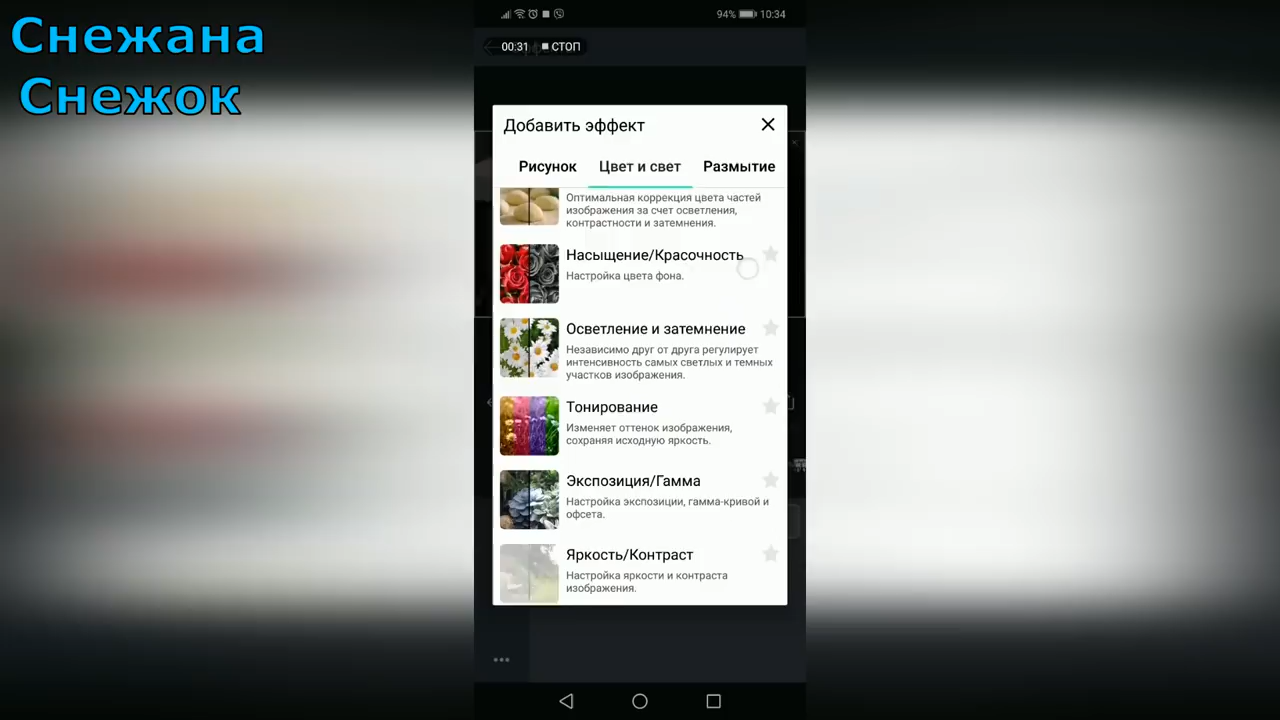 Снежана
Снежок
94% 10:34
00:31 СТОП
Добавить эффект
Рисунок Цвет и свет Размытие
Оптимальная коррекция цвета частей
изображения за счет осветления,
контрастности и затемнения.
Насыщение/Красочность
Настройка цвета фона.
Осветление и затемнение
Независимо друг от друга регулирует
интенсивность самых светлых и темных
участков изображения.
Тонирование
Изменяет оттенок изображения,
сохраняя исходную яркость.
Экспозиция/Гамма
Настройка экспозиции, гамма-кривой и
офсета.
Яркость/Контраст
Настройка яркости и контраста
изображения.